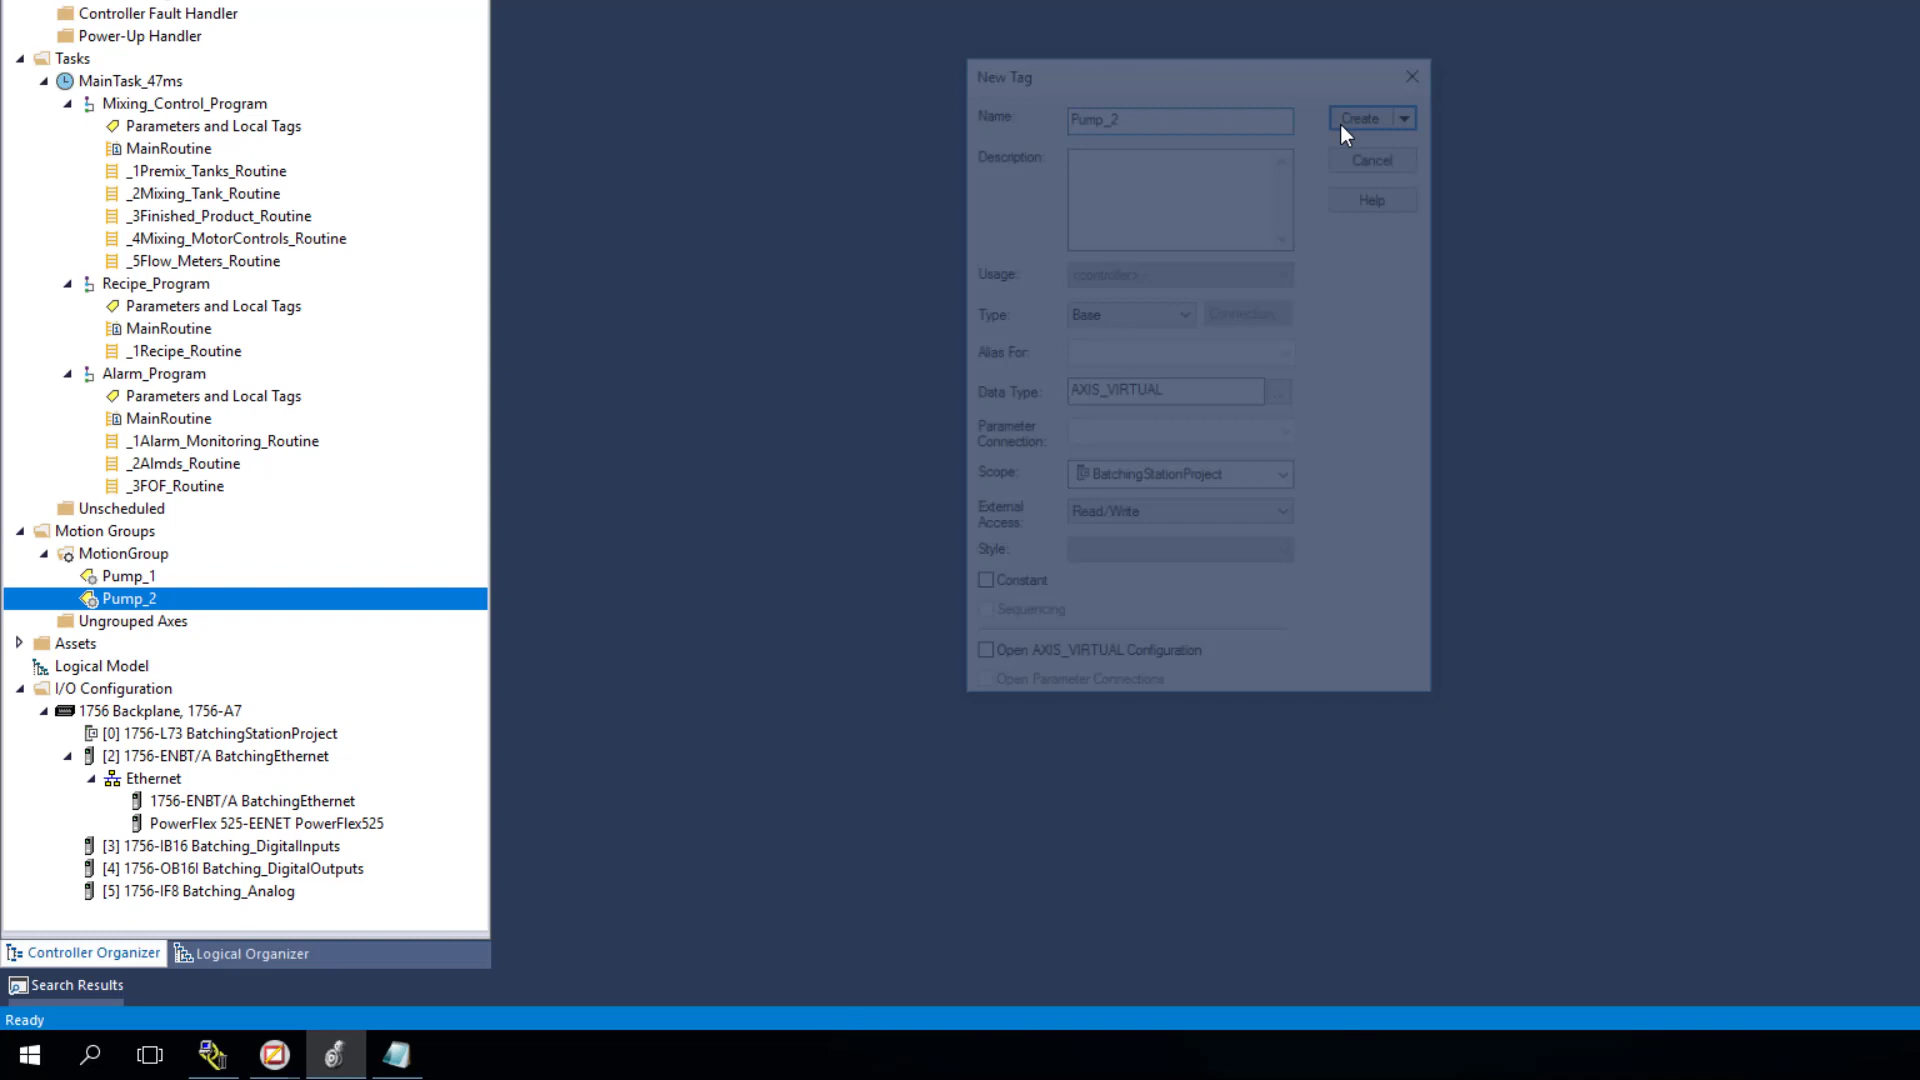 Controller Fault Handler
Power-Up Handler
Tasks
MainTask_47ms
Mixing_Control_Program
Parameters and Local Tags
MainRoutine
_1Premix_Tanks_Routine
_2Mixing_Tank_Routine
_3Finished_Product_Routine
_4Mixing_MotorControls_Routine
_5Flow_Meters_Routine
Recipe_Program
Parameters and Local Tags
MainRoutine
_1Recipe_Routine
Alarm_Program
Parameters and Local Tags
MainRoutine
_1Alarm_Monitoring_Routine
_2Almds_Routine
_3FOF_Routine
Unscheduled
Motion Groups
MotionGroup
Pump_1
Pump_2
Ungrouped Axes
Assets
Logical Model
I/O Configuration
1756 Backplane, 1756-A7
[0] 1756-L73 BatchingStationProject
[2] 1756-ENBT/A BatchingEthernet
Ethernet
1756-ENBT/A BatchingEthernet
PowerFlex 525-EENET PowerFlex525
[3] 1756-IB16 Batching_DigitalInputs
[4] 1756-OB16I Batching_DigitalOutputs
[5] 1756-IF8 Batching_Analog
Controller Organizer
Logical Organizer
Search Results
Ready
New Tag
Name: Pump_2
Create
Description:
Cancel
Help
Usage: <controller>
Type: Base
Connection...
Alias For:
Data Type: AXIS_VIRTUAL
...
Parameter
Connection:
Scope: BatchingStationProject
External
Access:
Read/Write
Style:
Constant
Sequencing
Open AXIS_VIRTUAL Configuration
Open Parameter Connections